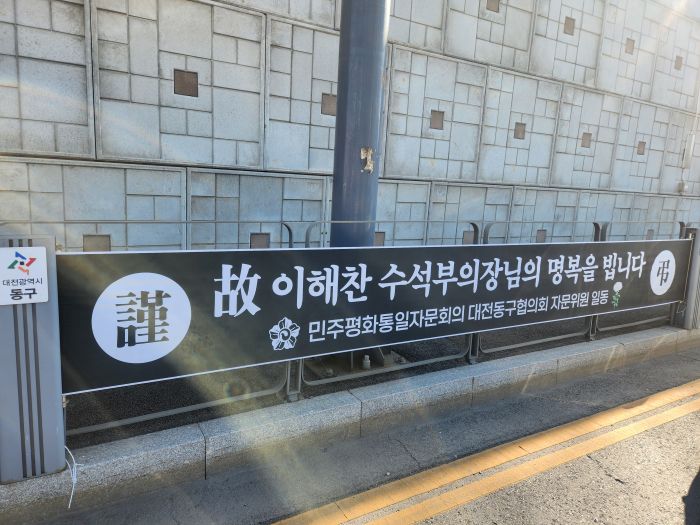 대전광역시
동구
謹
故 이해찬 수석부의장님의 명복을 빕니다
민주평화통일자문회의 대전동구협의회 자문위원 일동
弔